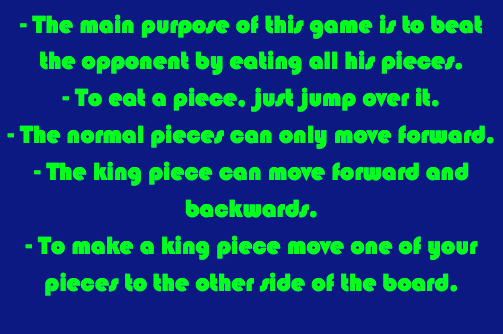 - The main purpose of this game is to beat
the opponent by eating all his pieces.
- To eat a piece, just jump over it.
- The normal pieces can only move forward.
- The king piece can move forward and
backwards.
- To make a king piece move one of your
pieces to the other side of the board.